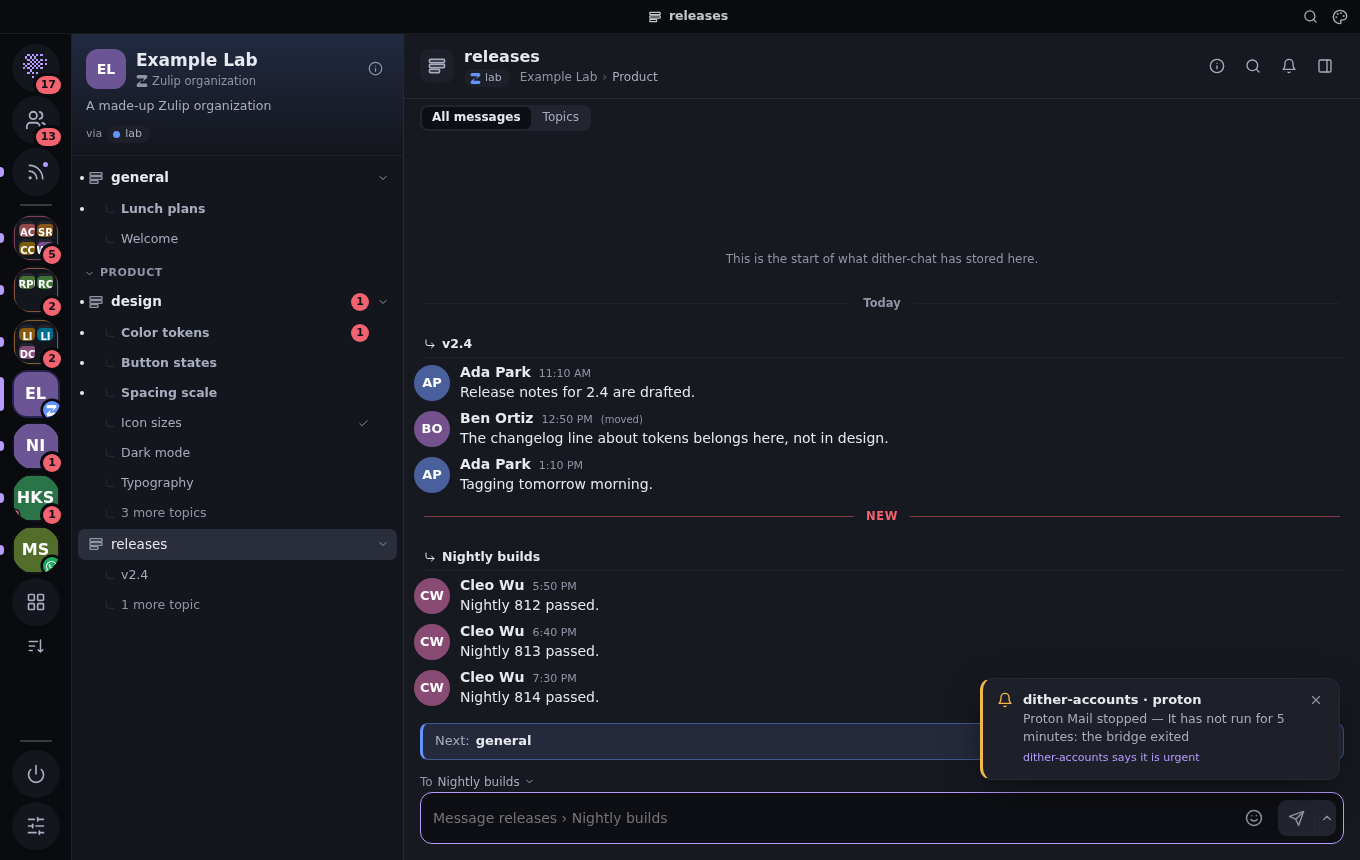 releases
17
13
AC SR
CC
5
RP RC
2
LI LI
DC
2
EL
NI
1
HKS
1
MS
EL
Example Lab
Zulip organization
A made-up Zulip organization
via lab
general
Lunch plans
Welcome
PRODUCT
design 1
Color tokens 1
Button states
Spacing scale
Icon sizes
Dark mode
Typography
3 more topics
releases
v2.4
1 more topic
releases
lab Example Lab › Product
All messages Topics
This is the start of what dither-chat has stored here.
Today
v2.4
AP
Ada Park 11:10 AM
Release notes for 2.4 are drafted.
BO
Ben Ortiz 12:50 PM (moved)
The changelog line about tokens belongs here, not in design.
AP
Ada Park 1:10 PM
Tagging tomorrow morning.
NEW
Nightly builds
CW
Cleo Wu 5:50 PM
Nightly 812 passed.
CW
Cleo Wu 6:40 PM
Nightly 813 passed.
CW
Cleo Wu 7:30 PM
Nightly 814 passed.
Next: general
To Nightly builds
Message releases › Nightly builds
dither-accounts · proton
Proton Mail stopped — It has not run for 5
minutes: the bridge exited
dither-accounts says it is urgent